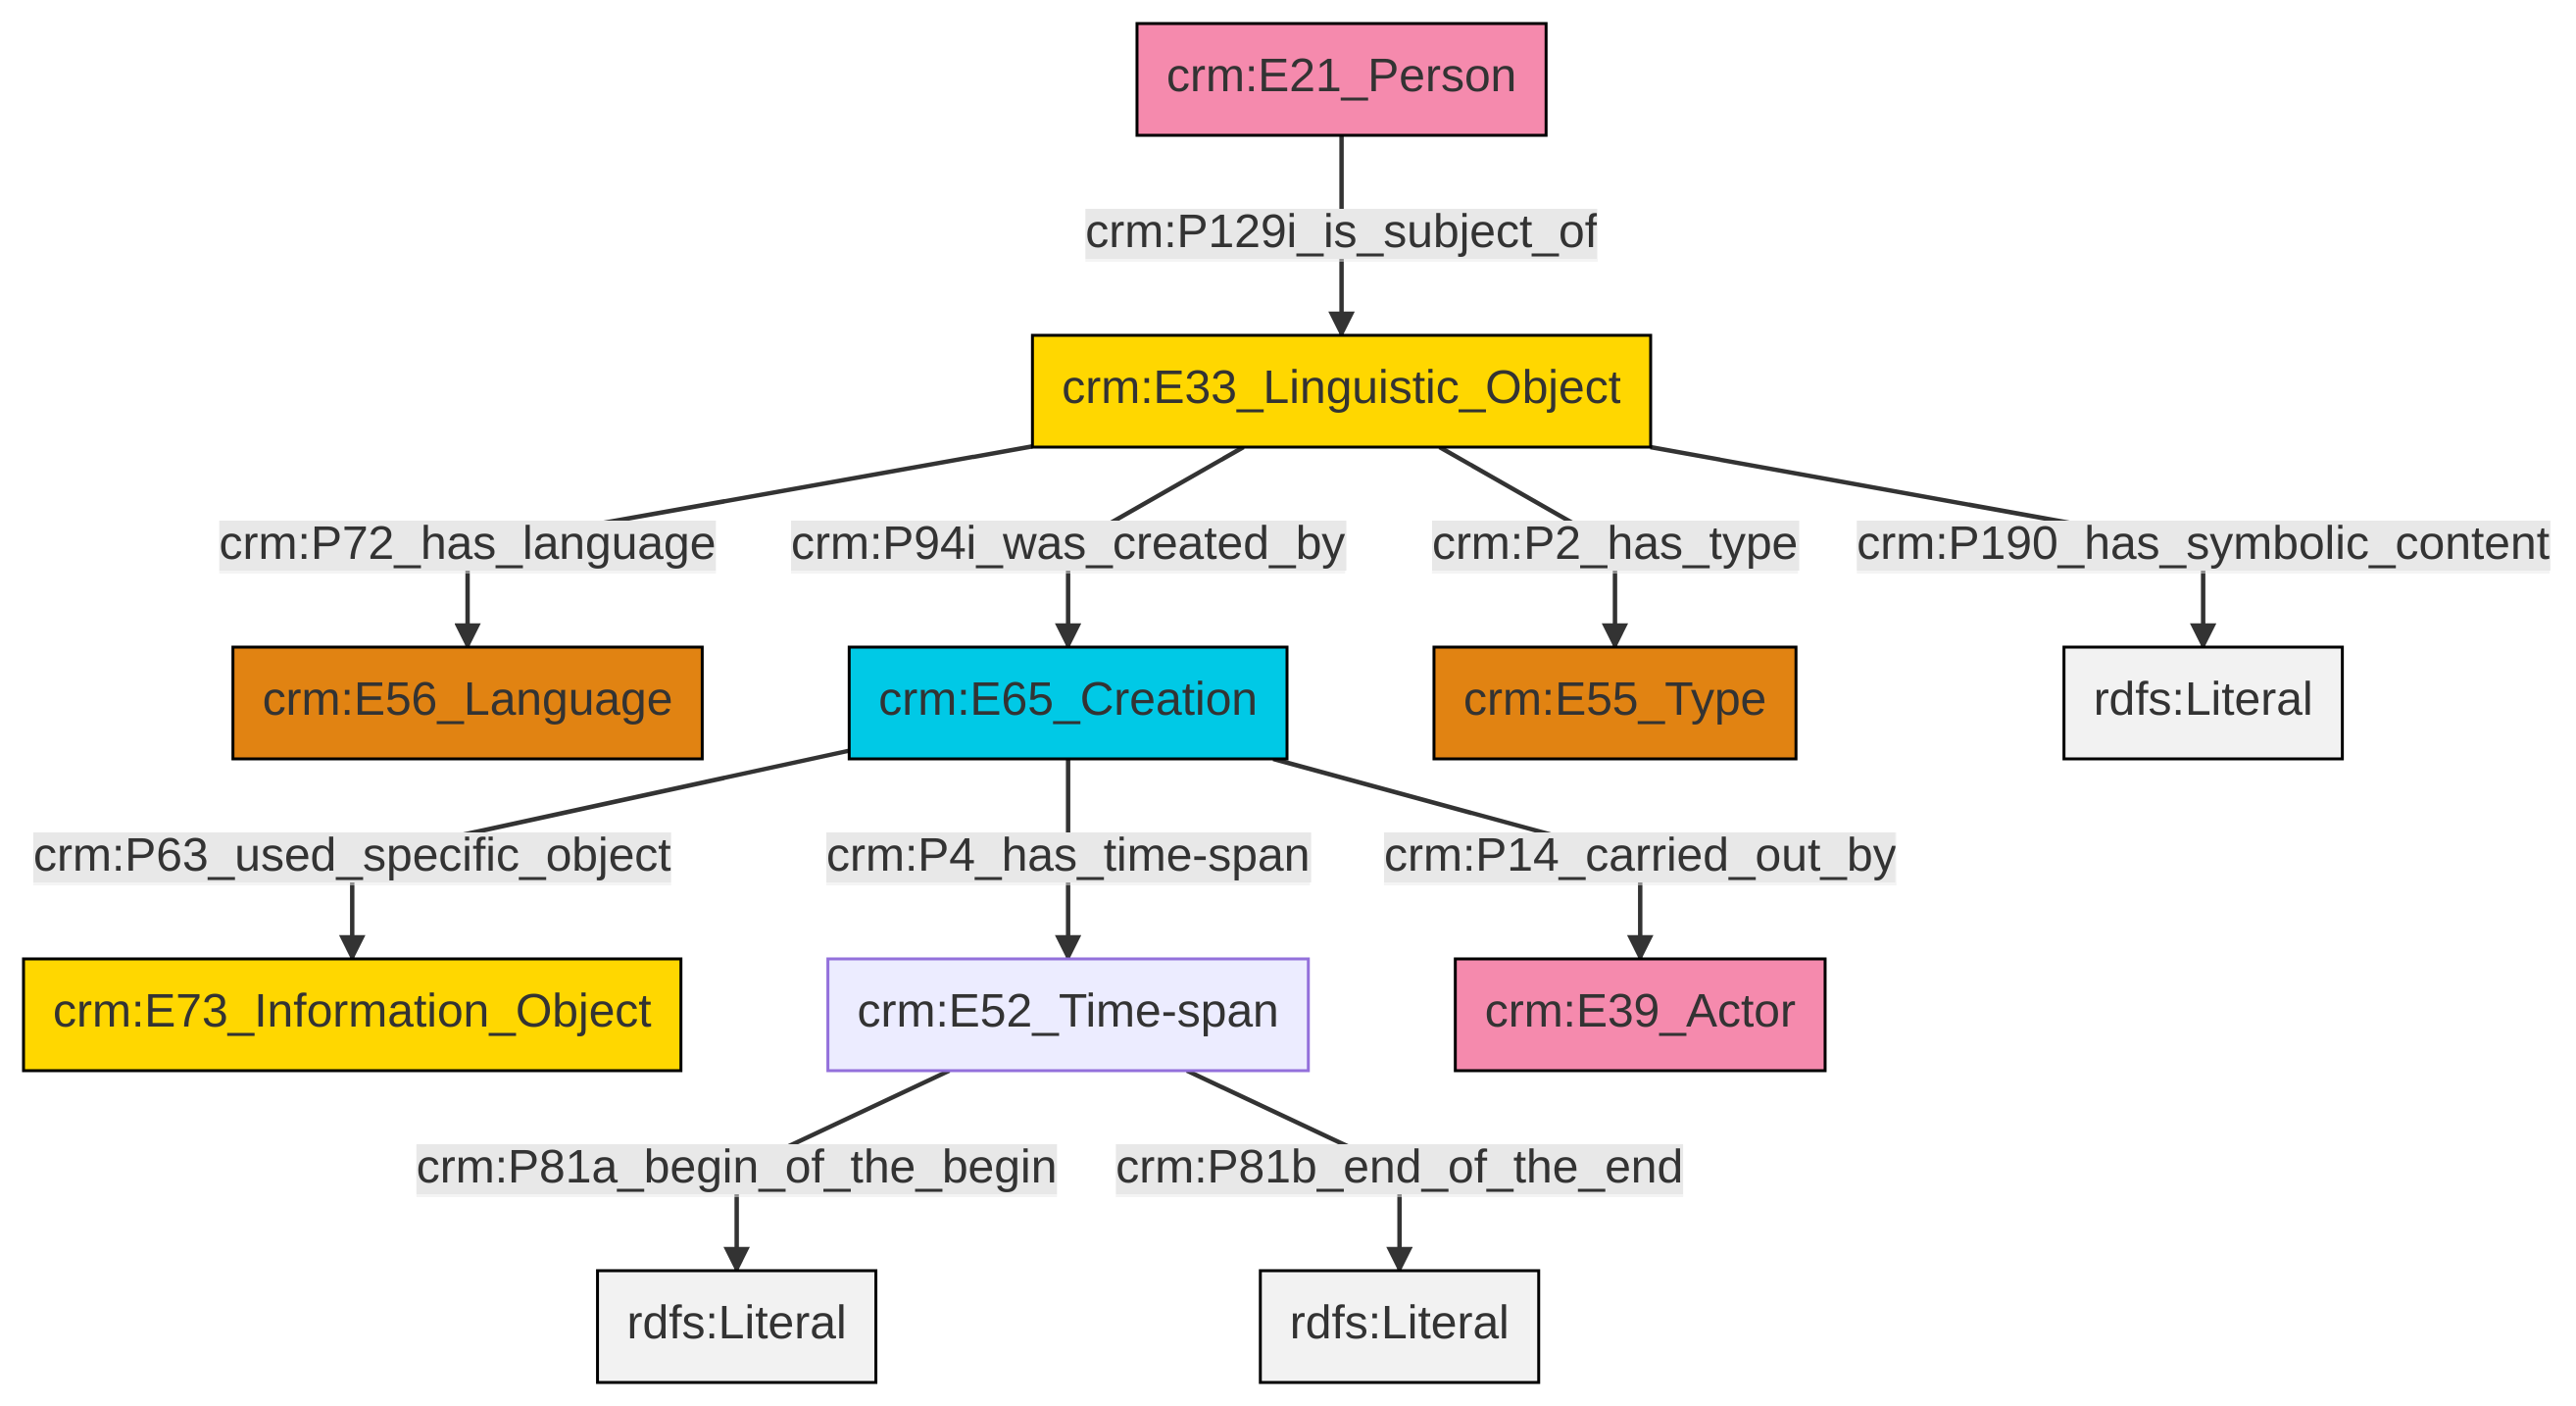 crm:E21_Person
crm:P129i_is_subject_of
crm:E33_Linguistic_Object
crm:P72_has_language
crm:P94i_was_created_by
crm:P2_has_type
crm:P190_has_symbolic_content
crm:E56_Language
crm:E65_Creation
crm:E55_Type
rdfs:Literal
crm:P63_used_specific_object
crm:P4_has_time-span
crm:P14_carried_out_by
crm:E73_Information_Object
crm:E52_Time-span
crm:E39_Actor
crm:P81a_begin_of_the_begin
crm:P81b_end_of_the_end
rdfs:Literal
rdfs:Literal